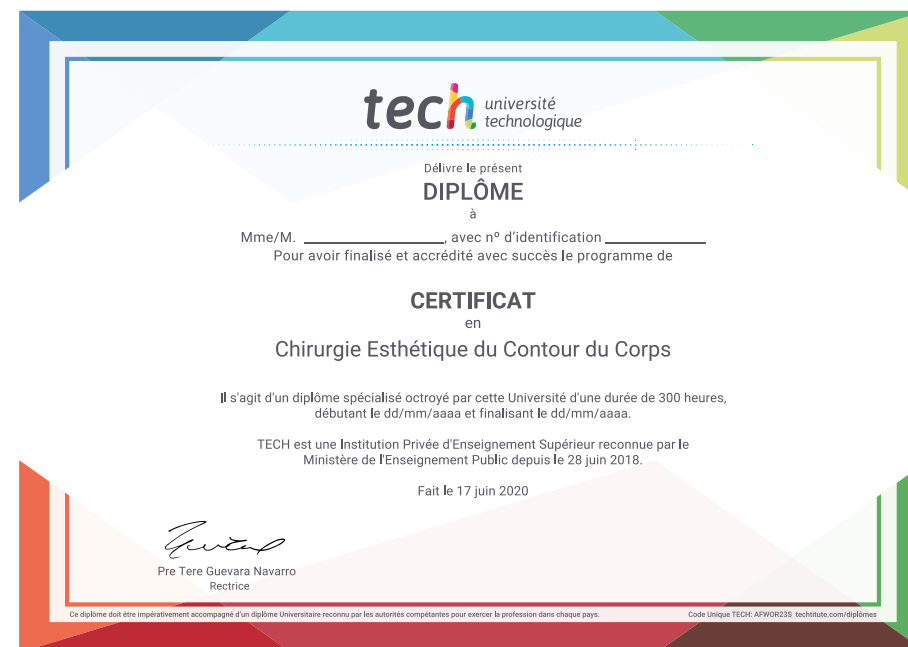 tech université
technologique
Délivre le présent
DIPLÔME
à
Mme/M. ____________________, avec nº d'identification ______________
Pour avoir finalisé et accrédité avec succès le programme de
CERTIFICAT
en
Chirurgie Esthétique du Contour du Corps
Il s'agit d'un diplôme spécialisé octroyé par cette Université d'une durée de 300 heures,
débutant le dd/mm/aaaa et finalisant le dd/mm/aaaa.
TECH est une Institution Privée d'Enseignement Supérieur reconnue par le
Ministère de l'Enseignement Public depuis le 28 juin 2018.
Fait le 17 juin 2020
Pre Tere Guevara Navarro
Rectrice
Ce diplôme doit être impérativement accompagné d'un diplôme Universitaire reconnu par les autorités compétentes pour exercer la profession dans chaque pays.
Code Unique TECH: AFWOR23S techtitute.com/diplômes